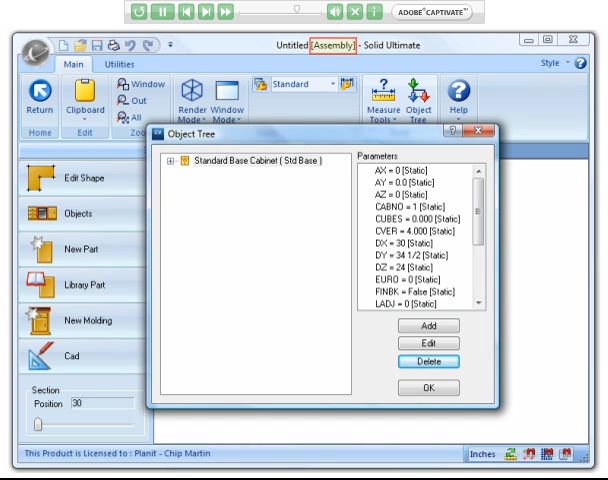 ADOBE® CAPTIVATE™
Untitled [Assembly] - Solid Ultimate
Main Utilities
Style
Return
Clipboard
Window
Out
All
Render Mode
Window Mode
Standard
Measure Tools
Object Tree
Help
Home
Edit
Zoo
Edit Shape
Objects
New Part
Library Part
New Molding
Cad
Section
Position 30
CV Object Tree
Standard Base Cabinet ( Std Base )
Parameters
AX = 0 [Static]
AY = 0.0 [Static]
AZ = 0 [Static]
CABNO = 1 [Static]
CUBES = 0.000 [Static]
CVER = 4.000 [Static]
DX = 30 [Static]
DY = 34 1/2 [Static]
DZ = 24 [Static]
EURO = 0 [Static]
FINBK = False [Static]
LADJ = 0 [Static]
Add
Edit
Delete
OK
This Product is Licensed to : Planit - Chip Martin
Inches